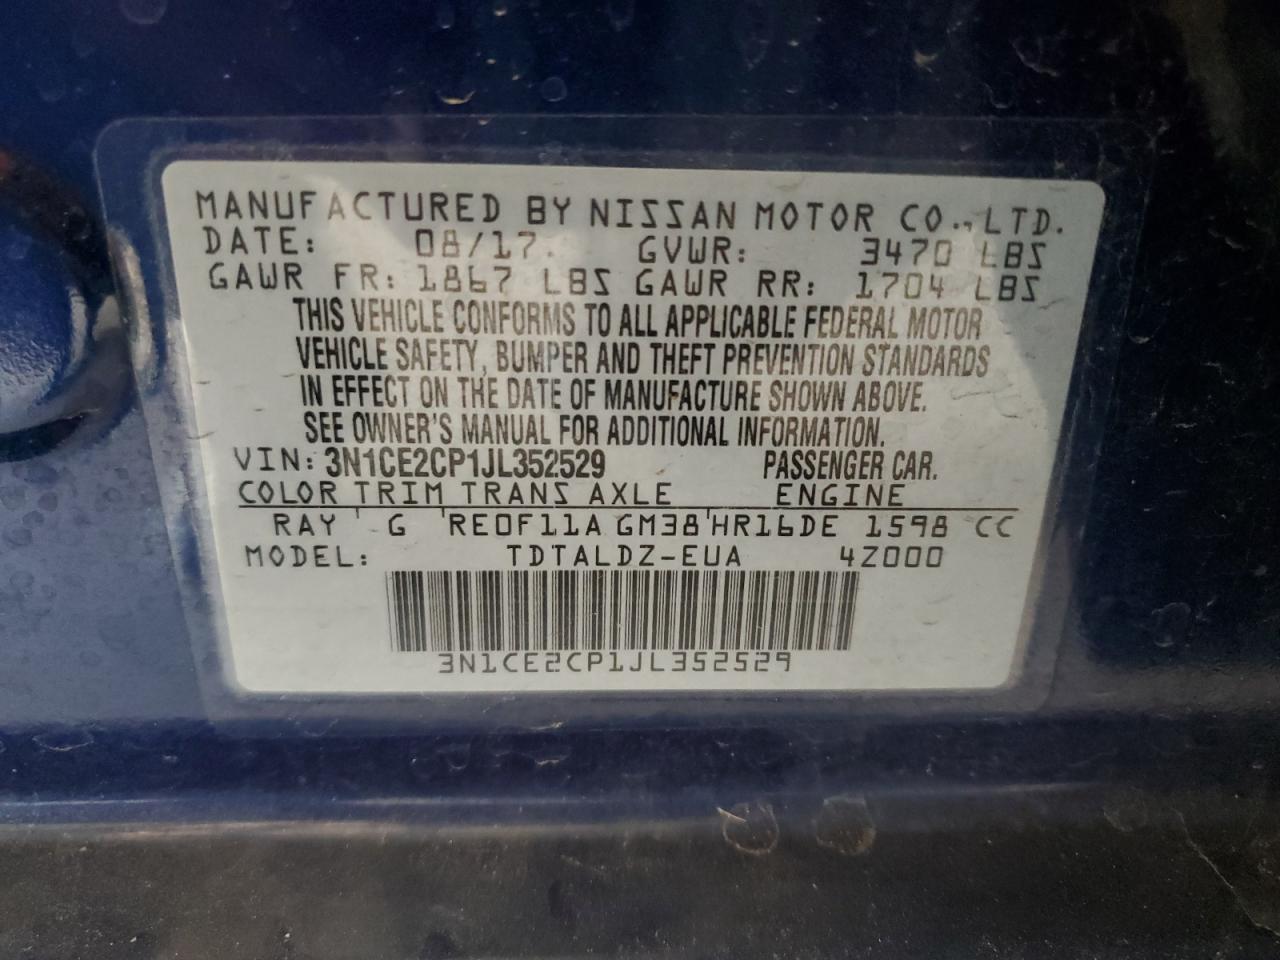 MANUFACTURED BY NISSAN MOTOR CO., LTD.
DATE: 08/17. GVWR: 3470 LBS
GAWR FR: 1867 LBS GAWR RR: 1704 LBS
THIS VEHICLE CONFORMS TO ALL APPLICABLE FEDERAL MOTOR
VEHICLE SAFETY, BUMPER AND THEFT PREVENTION STANDARDS
IN EFFECT ON THE DATE OF MANUFACTURE SHOWN ABOVE.
SEE OWNER'S MANUAL FOR ADDITIONAL INFORMATION.
VIN: 3N1CE2CP1JL352529 PASSENGER CAR.
COLOR TRIM TRANS AXLE ENGINE
RAY ' G 'RE0F11A GM38'HR16DE 1598 CC
MODEL: TDTALDZ-EUA 4Z000
3N1CE2CP1JL352529